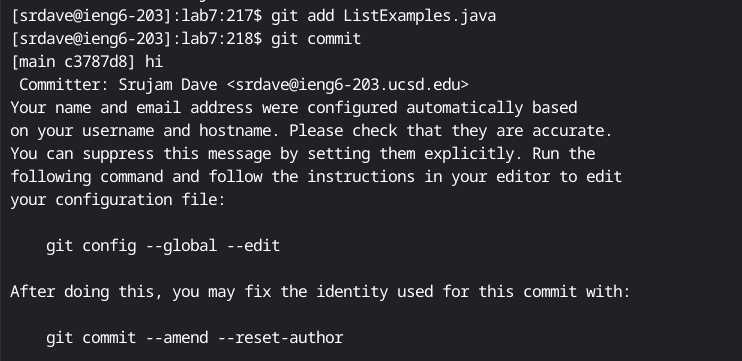 [srdave@ieng6-203]:lab7:217$ git add ListExamples.java
[srdave@ieng6-203]:lab7:218$ git commit
[main c3787d8] hi
 Committer: Srujam Dave <srdave@ieng6-203.ucsd.edu>
Your name and email address were configured automatically based
on your username and hostname. Please check that they are accurate.
You can suppress this message by setting them explicitly. Run the
following command and follow the instructions in your editor to edit
your configuration file:

    git config --global --edit

After doing this, you may fix the identity used for this commit with:

    git commit --amend --reset-author